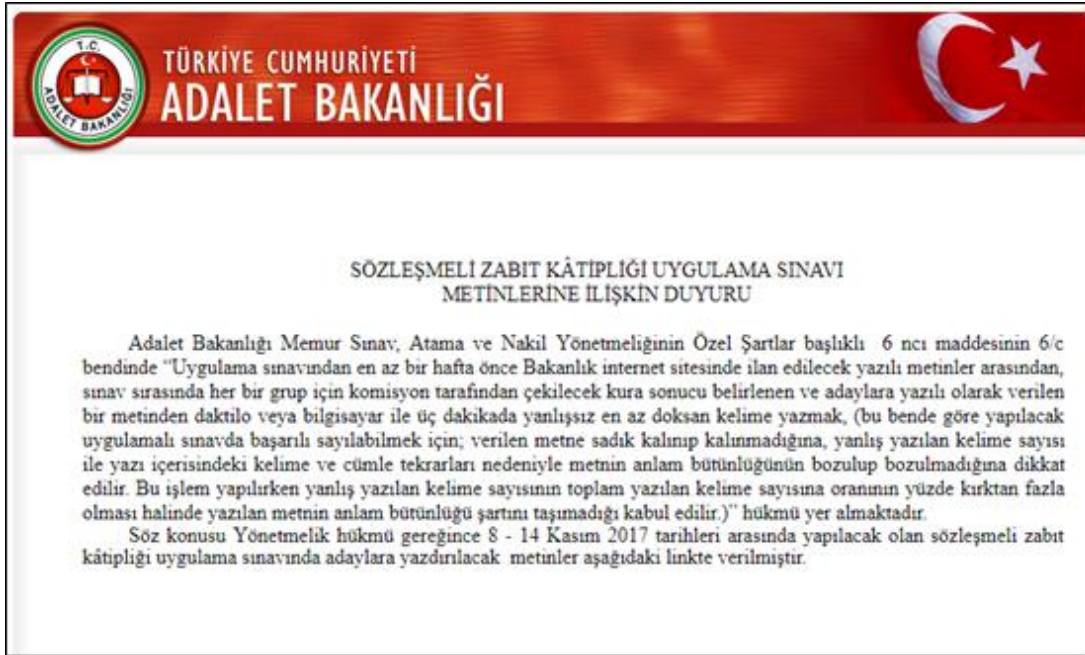 T.C.
ADALET BAKANLIĞI
TÜRKİYE CUMHURİYETİ
ADALET BAKANLIĞI
SÖZLEŞMELİ ZABIT KÂTİPLİĞİ UYGULAMA SINAVI
METİNLERİNE İLİŞKİN DUYURU
Adalet Bakanlığı Memur Sınav, Atama ve Nakil Yönetmeliğinin Özel Şartlar başlıklı 6 ncı maddesinin 6/c
bendinde “Uygulama sınavından en az bir hafta önce Bakanlık internet sitesinde ilan edilecek yazılı metinler arasından,
sınav sırasında her bir grup için komisyon tarafından çekilecek kura sonucu belirlenen ve adaylara yazılı olarak verilen
bir metinden daktilo veya bilgisayar ile üç dakikada yanlışsız en az doksan kelime yazmak, (bu bende göre yapılacak
uygulamalı sınavda başarılı sayılabilmek için; verilen metne sadık kalınıp kalınmadığına, yanlış yazılan kelime sayısı
ile yazı içerisindeki kelime ve cümle tekrarları nedeniyle metnin anlam bütünlüğünün bozulup bozulmadığına dikkat
edilir. Bu işlem yapılırken yanlış yazılan kelime sayısının toplam yazılan kelime sayısına oranının yüzde kırktan fazla
olması halinde yazılan metnin anlam bütünlüğü şartını taşımadığı kabul edilir.)” hükmü yer almaktadır.
Söz konusu Yönetmelik hükmü gereğince 8 - 14 Kasım 2017 tarihleri arasında yapılacak olan sözleşmeli zabıt
kâtipliği uygulama sınavında adaylara yazdırılacak metinler aşağıdaki linkte verilmiştir.